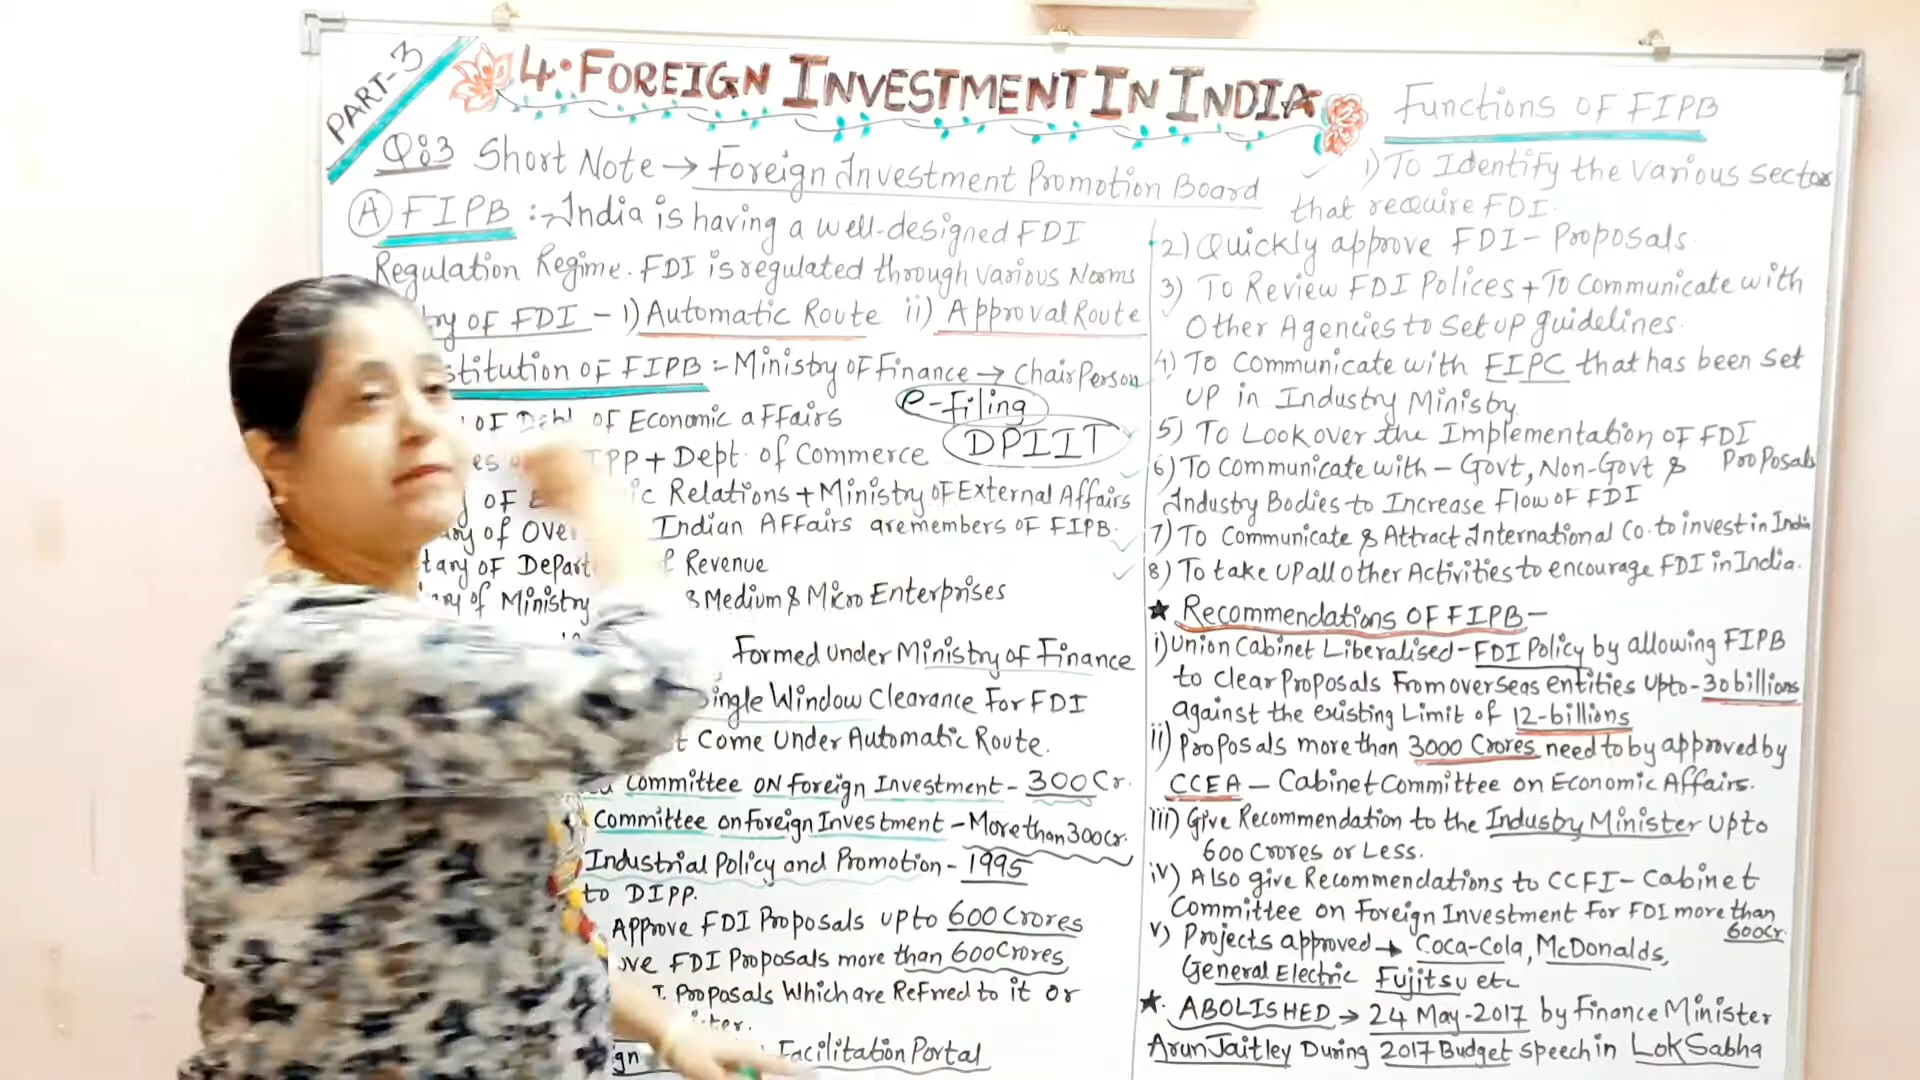 PART-3
4. FOREIGN INVESTMENT IN INDIA
Q:3 Short Note → Foreign Investment Promotion Board
(A) FIPB :- India is having a well-designed FDI
Regulation Regime. FDI is regulated through various Norms
of FDI - i) Automatic Route ii) Approval Route
OF FIPB :- Ministry of Finance → ChairPerson
e-filing
of Economic affairs
DPIIT
+ Dept. of Commerce
OF Relations + Ministry of External Affairs
of Indian Affairs are members of FIPB.
OF Revenue
of Ministry & Medium & Micro Enterprises
Formed under Ministry of Finance
Single Window Clearance For FDI
Come Under Automatic Route.
Committee ON Foreign Investment - 300 Cr.
Committee on Foreign Investment - More than 300 Cr.
Industrial Policy and Promotion - 1995
to DIPP.
Approve FDI Proposals upto 600 Crores
FDI Proposals more than 600 Crores
Proposals Which are Refrred to it or
Facilitation Portal
Functions OF FIPB
1) To Identify the various sector
that require FDI.
2) Quickly approve FDI - Proposals.
3) To Review FDI Polices + To Communicate with
Other Agencies to set up guidelines.
4) To Communicate with FIPC that has been set
UP in Industry Ministry.
5) To Look over the Implementation of FDI
Proposals
6) To Communicate with - Govt, Non-Govt &
Industry Bodies to Increase Flow of FDI
7) To Communicate & Attract International Co. to invest in India
8) To take up all other Activities to encourage FDI in India.
★ Recommendations OF FIPB -
i) Union Cabinet Liberalised - FDI Policy by allowing FIPB
to clear Proposals From overseas entities upto - 30 billions
against the existing Limit of 12-billions
ii) Proposals more than 3000 Crores need to by approved by
CCEA - Cabinet Committee on Economic Affairs.
iii) Give Recommendation to the Industry Minister upto
600 Crores or Less.
iv) Also give Recommendations to CCFI - Cabinet
Committee on Foreign Investment For FDI more than
600 Cr.
v) Projects approved → Coca-Cola, McDonalds,
General Electric Fujitsu etc
★. ABOLISHED → 24 May - 2017 by Finance Minister
Arun Jaitley During 2017 Budget speech in Lok Sabha